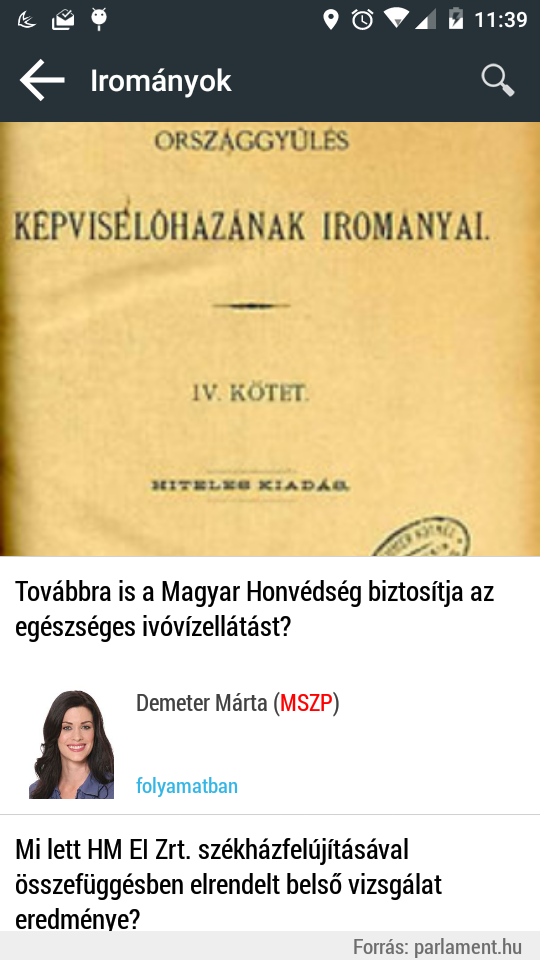 11:39
Irományok
ORSZÁGGYŰLÉS
KÉPVISELŐHÁZÁNAK IROMÁNYAI.
IV. KÖTET.
HITELES KIADÁS.
Továbbra is a Magyar Honvédség biztosítja az
egészséges ivóvízellátást?
Demeter Márta (MSZP)
folyamatban
Mi lett HM EI Zrt. székházfelújításával
összefüggésben elrendelt belső vizsgálat
eredménye?
Forrás: parlament.hu